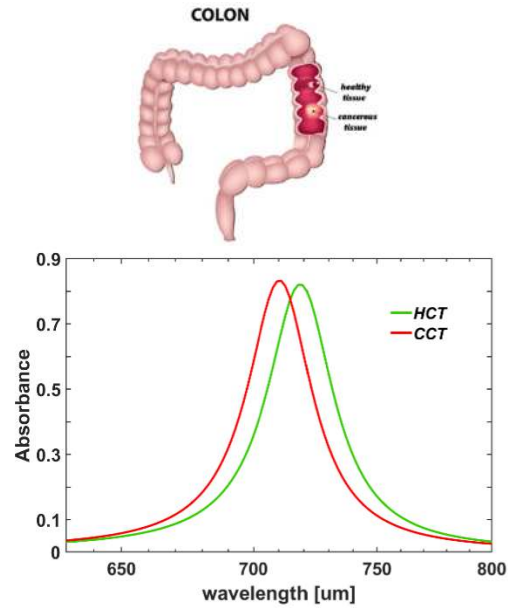 COLON
healthy
tissue
cancerous
tissue
0.9
0.7
0.5
0.3
0.1
0
Absorbance
HCT
CCT
650
700
750
800
wavelength [um]